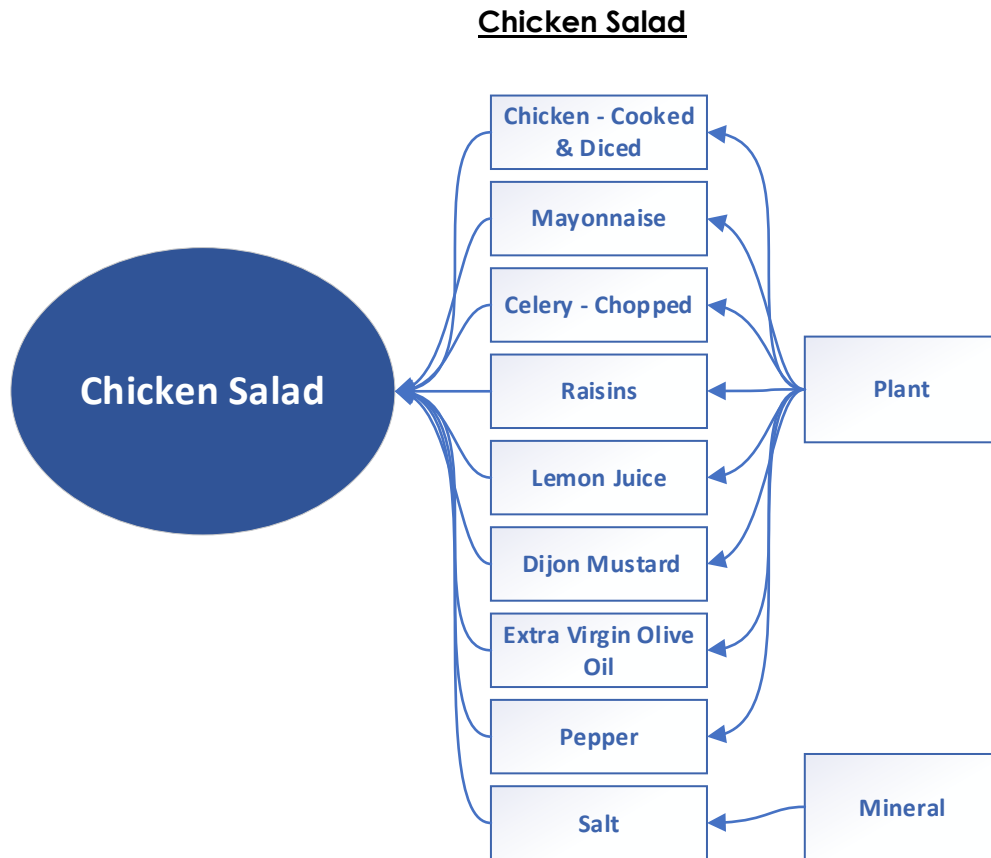 Chicken Salad
Chicken - Cooked
& Diced
Mayonnaise
Celery - Chopped
Chicken Salad
Raisins
Plant
Lemon Juice
Dijon Mustard
Extra Virgin Olive
Oil
Pepper
Mineral
Salt